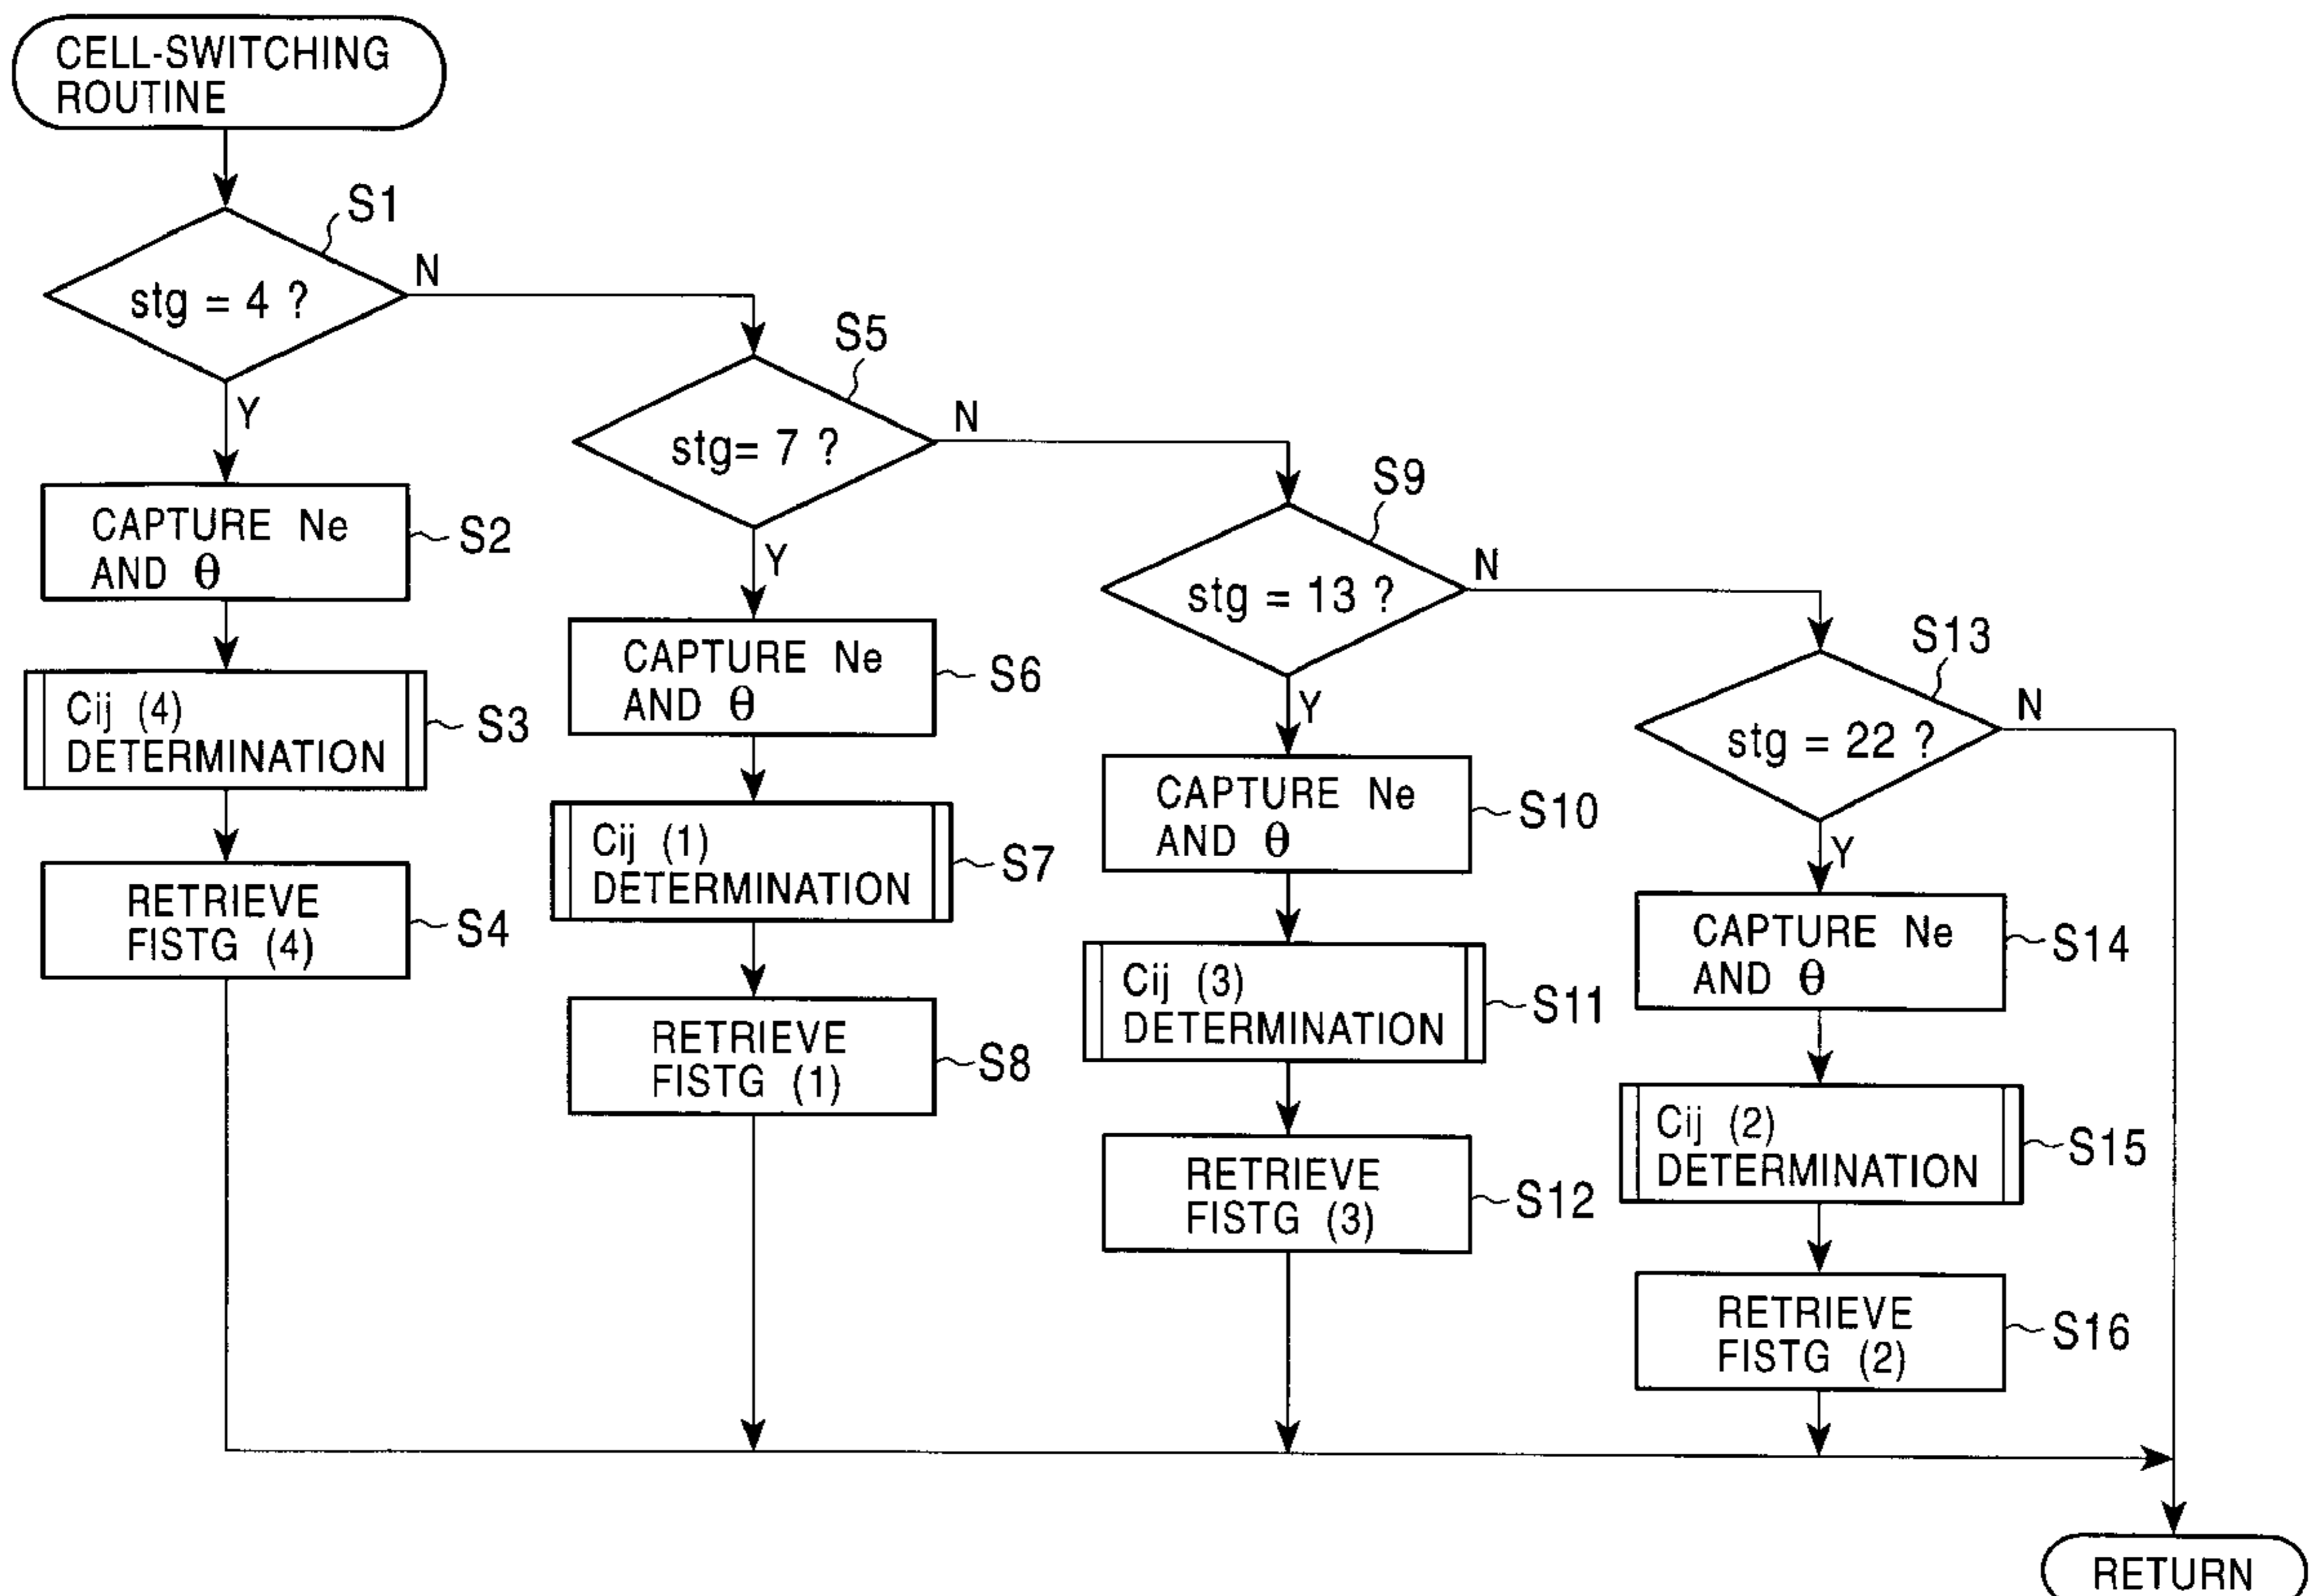 CELL-SWITCHING
ROUTINE
S1
stg = 4 ?
N
Y
CAPTURE Ne
AND θ
S2
Cij (4)
DETERMINATION
S3
RETRIEVE
FISTG (4)
S4
S5
stg= 7 ?
N
Y
CAPTURE Ne
AND θ
S6
Cij (1)
DETERMINATION
S7
RETRIEVE
FISTG (1)
S8
S9
stg = 13 ?
N
Y
CAPTURE Ne
AND θ
S10
Cij (3)
DETERMINATION
S11
RETRIEVE
FISTG (3)
S12
S13
stg = 22 ?
N
Y
CAPTURE Ne
AND θ
S14
Cij (2)
DETERMINATION
S15
RETRIEVE
FISTG (2)
S16
RETURN